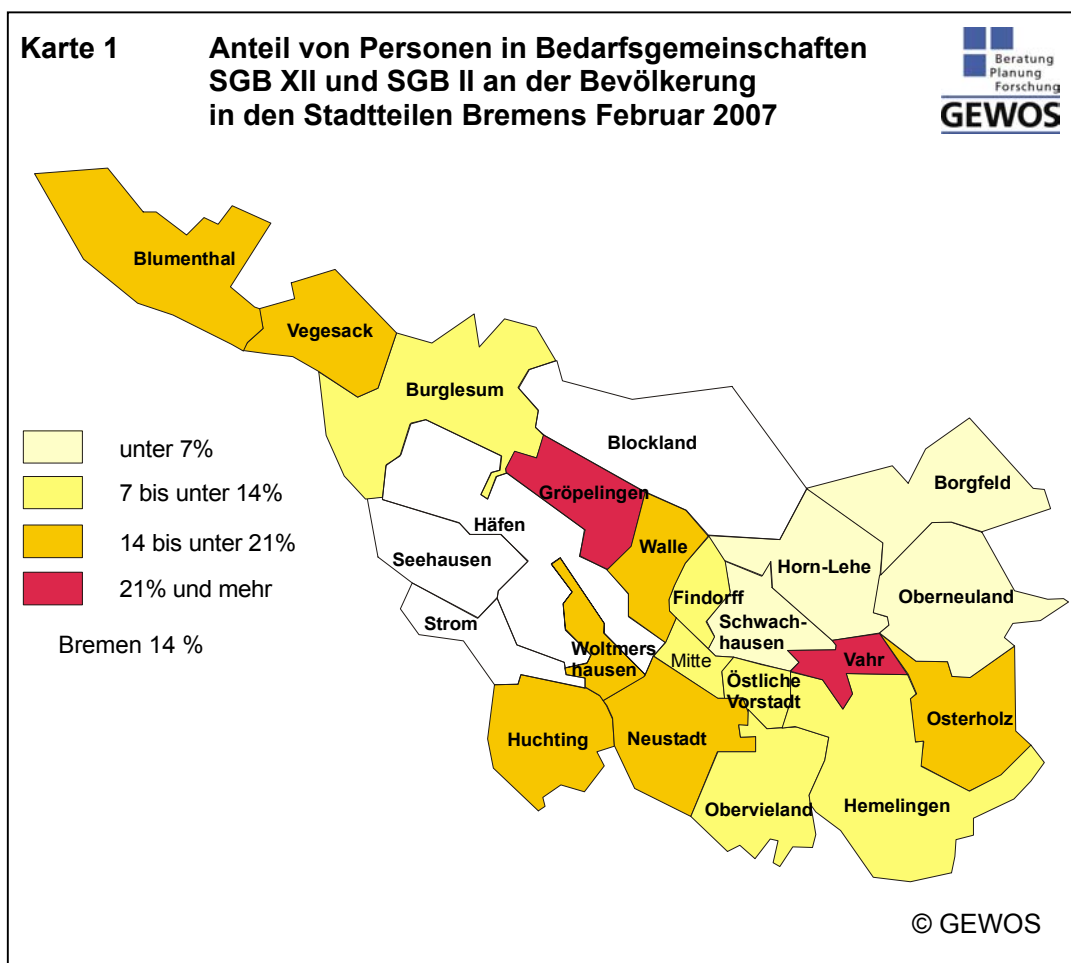 Karte 1 Anteil von Personen in Bedarfsgemeinschaften
SGB XII und SGB II an der Bevölkerung
in den Stadtteilen Bremens Februar 2007
Beratung
Planung
Forschung
GEWOS
Blumenthal
Vegesack
Burglesum
Blockland
Borgfeld
Gröpelingen
Häfen
Walle
Seehausen
Horn-Lehe
Findorff
Oberneuland
Strom
Schwach-
hausen
Woltmers
hausen
Mitte
Vahr
Östliche
Vorstadt
Osterholz
Huchting
Neustadt
Obervieland
Hemelingen
unter 7%
7 bis unter 14%
14 bis unter 21%
21% und mehr
Bremen 14 %
© GEWOS